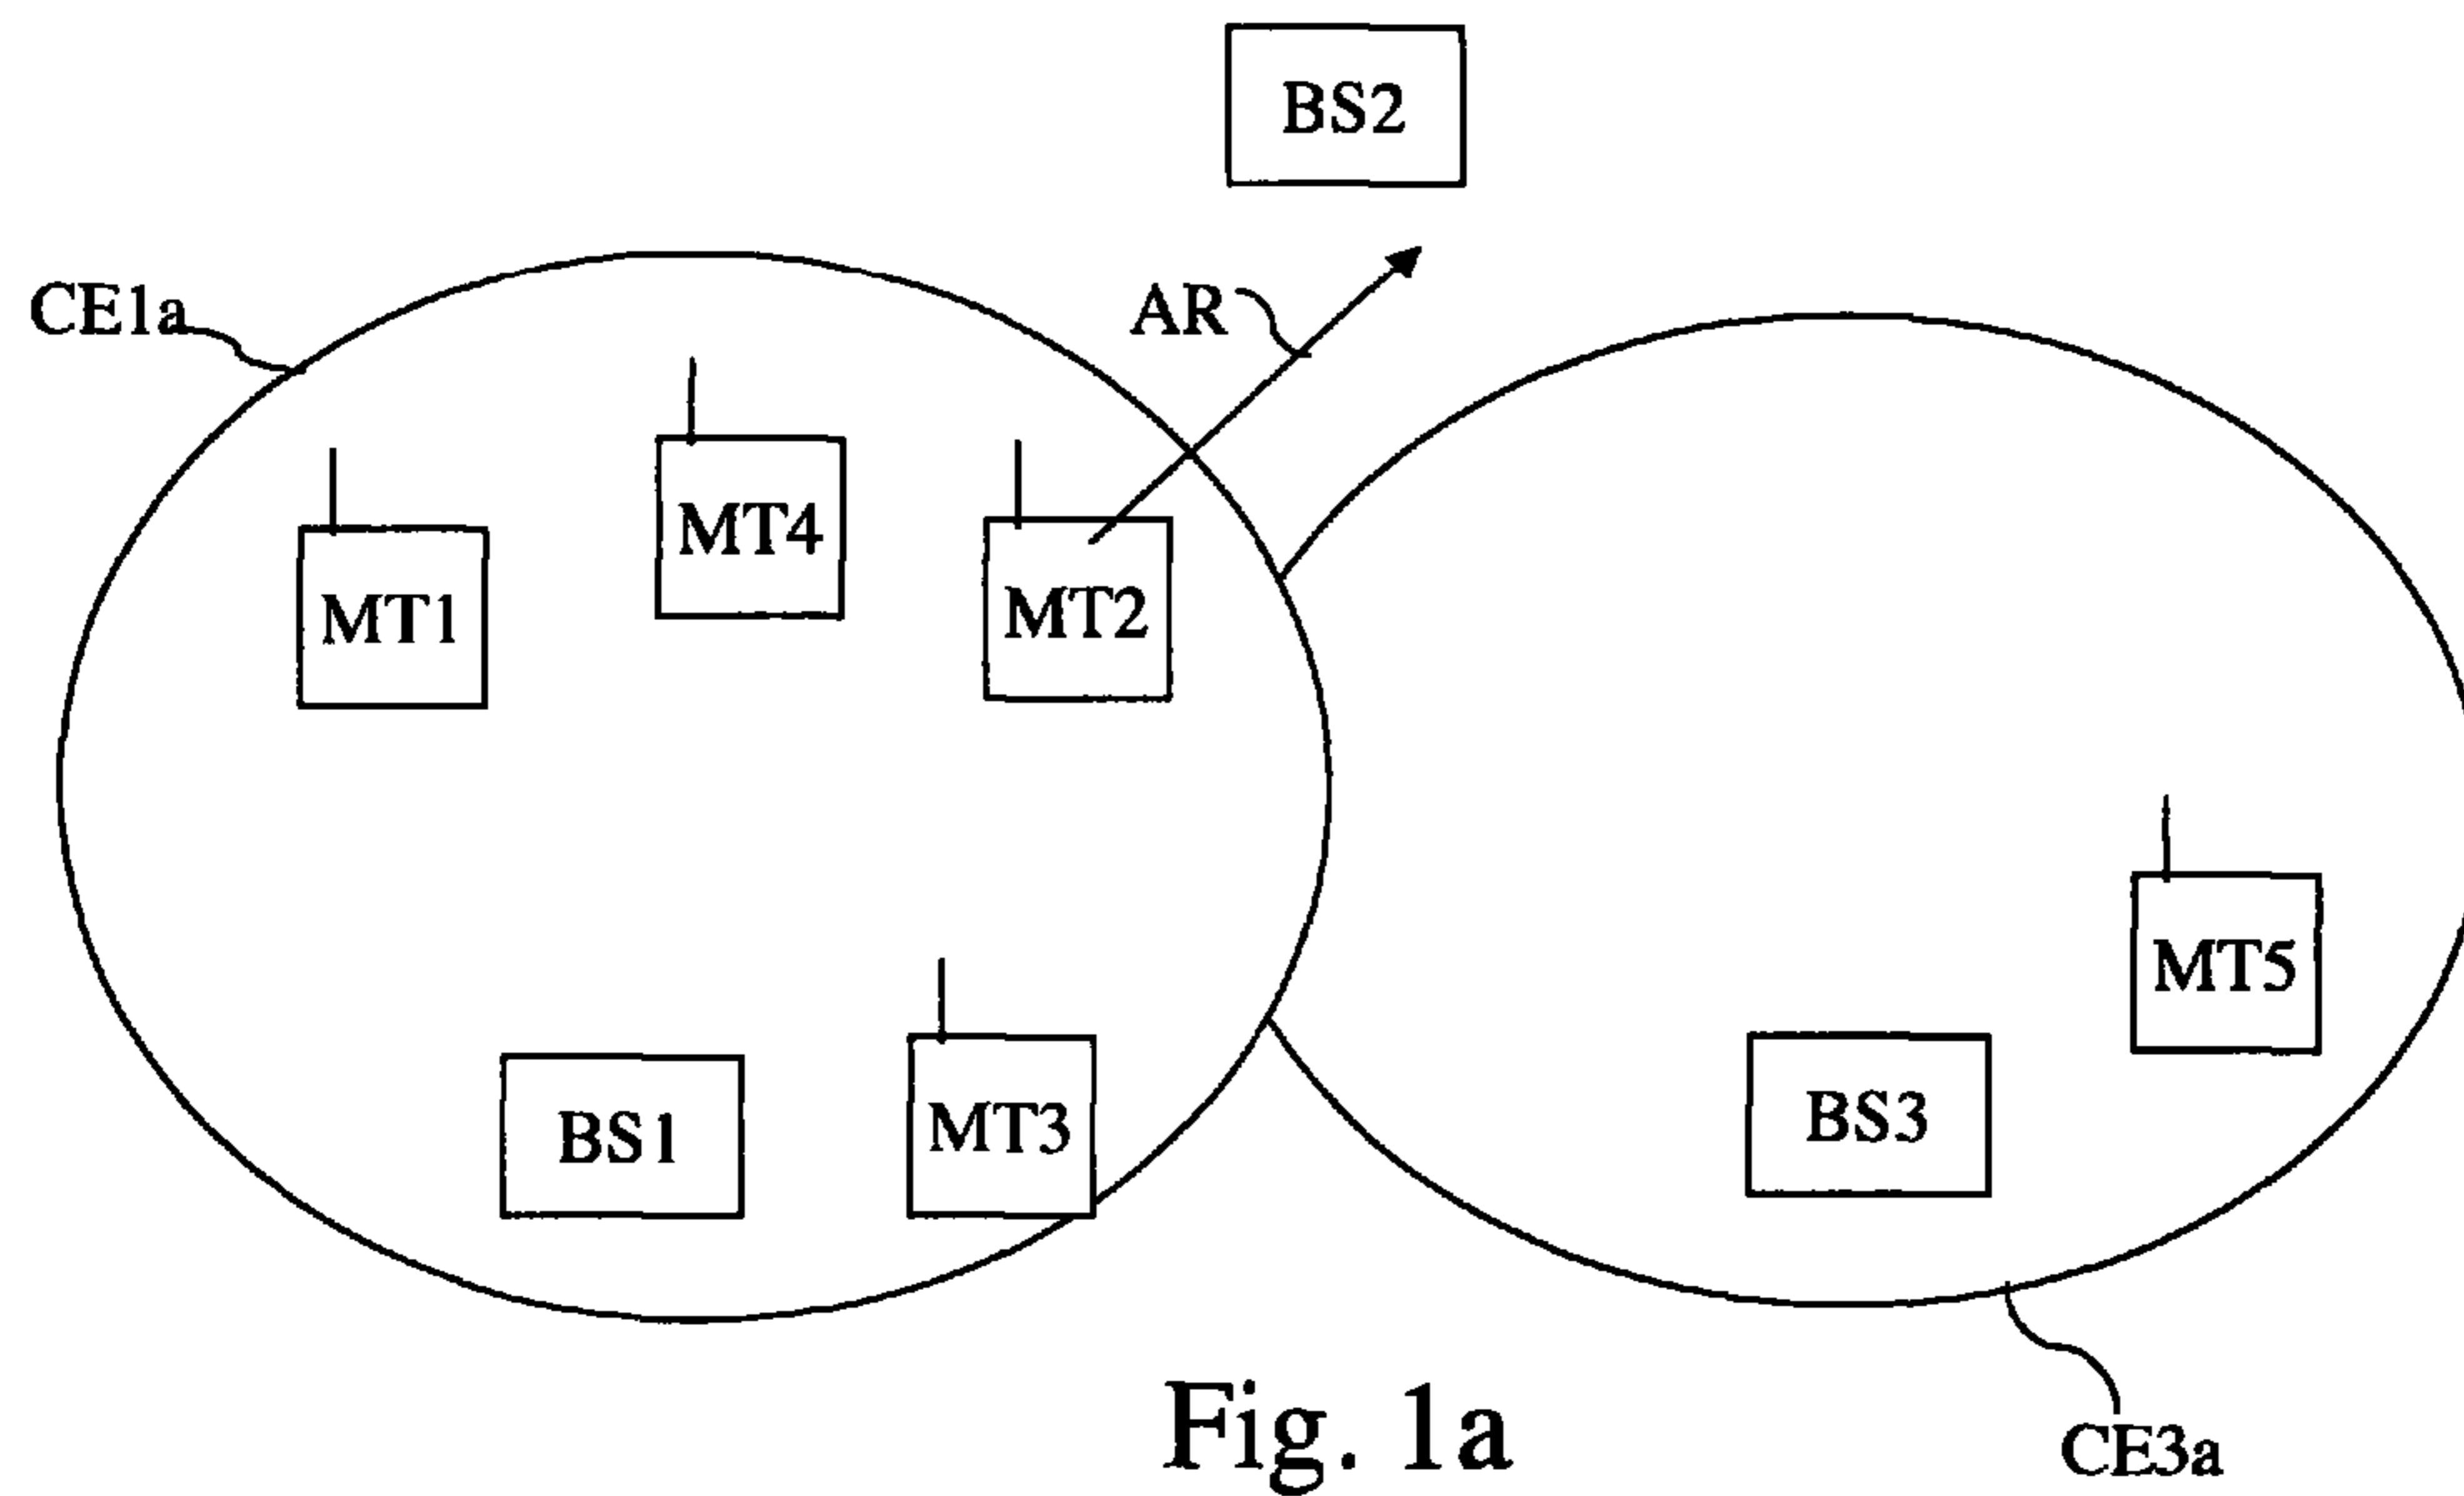 BS2
CE1a
AR
MT4
MT1
MT2
MT5
BS1
MT3
BS3
Fig. 1a
CE3a